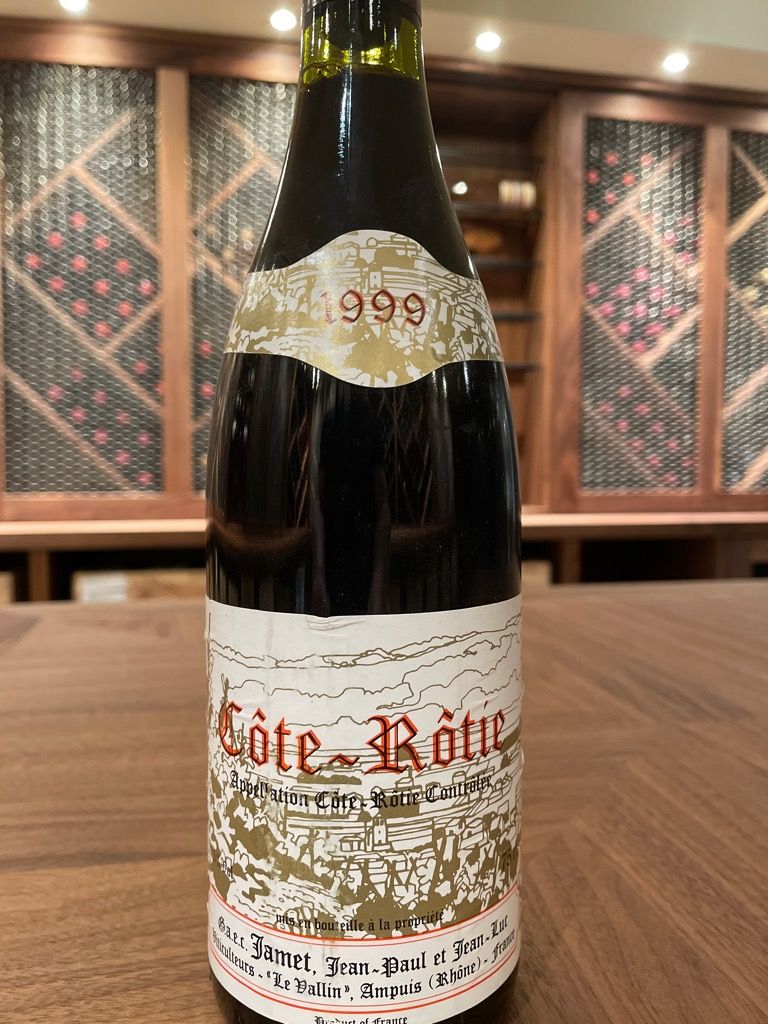 1999
Côte-Rôtie
Appellation Côte-Rôtie Contrôlée
mis en bouteille à la propriété
G.a.e.c. Jamet, Jean-Paul et Jean-Luc
Viticulteurs - "Le Vallin", Ampuis (Rhône) - France
Product of France